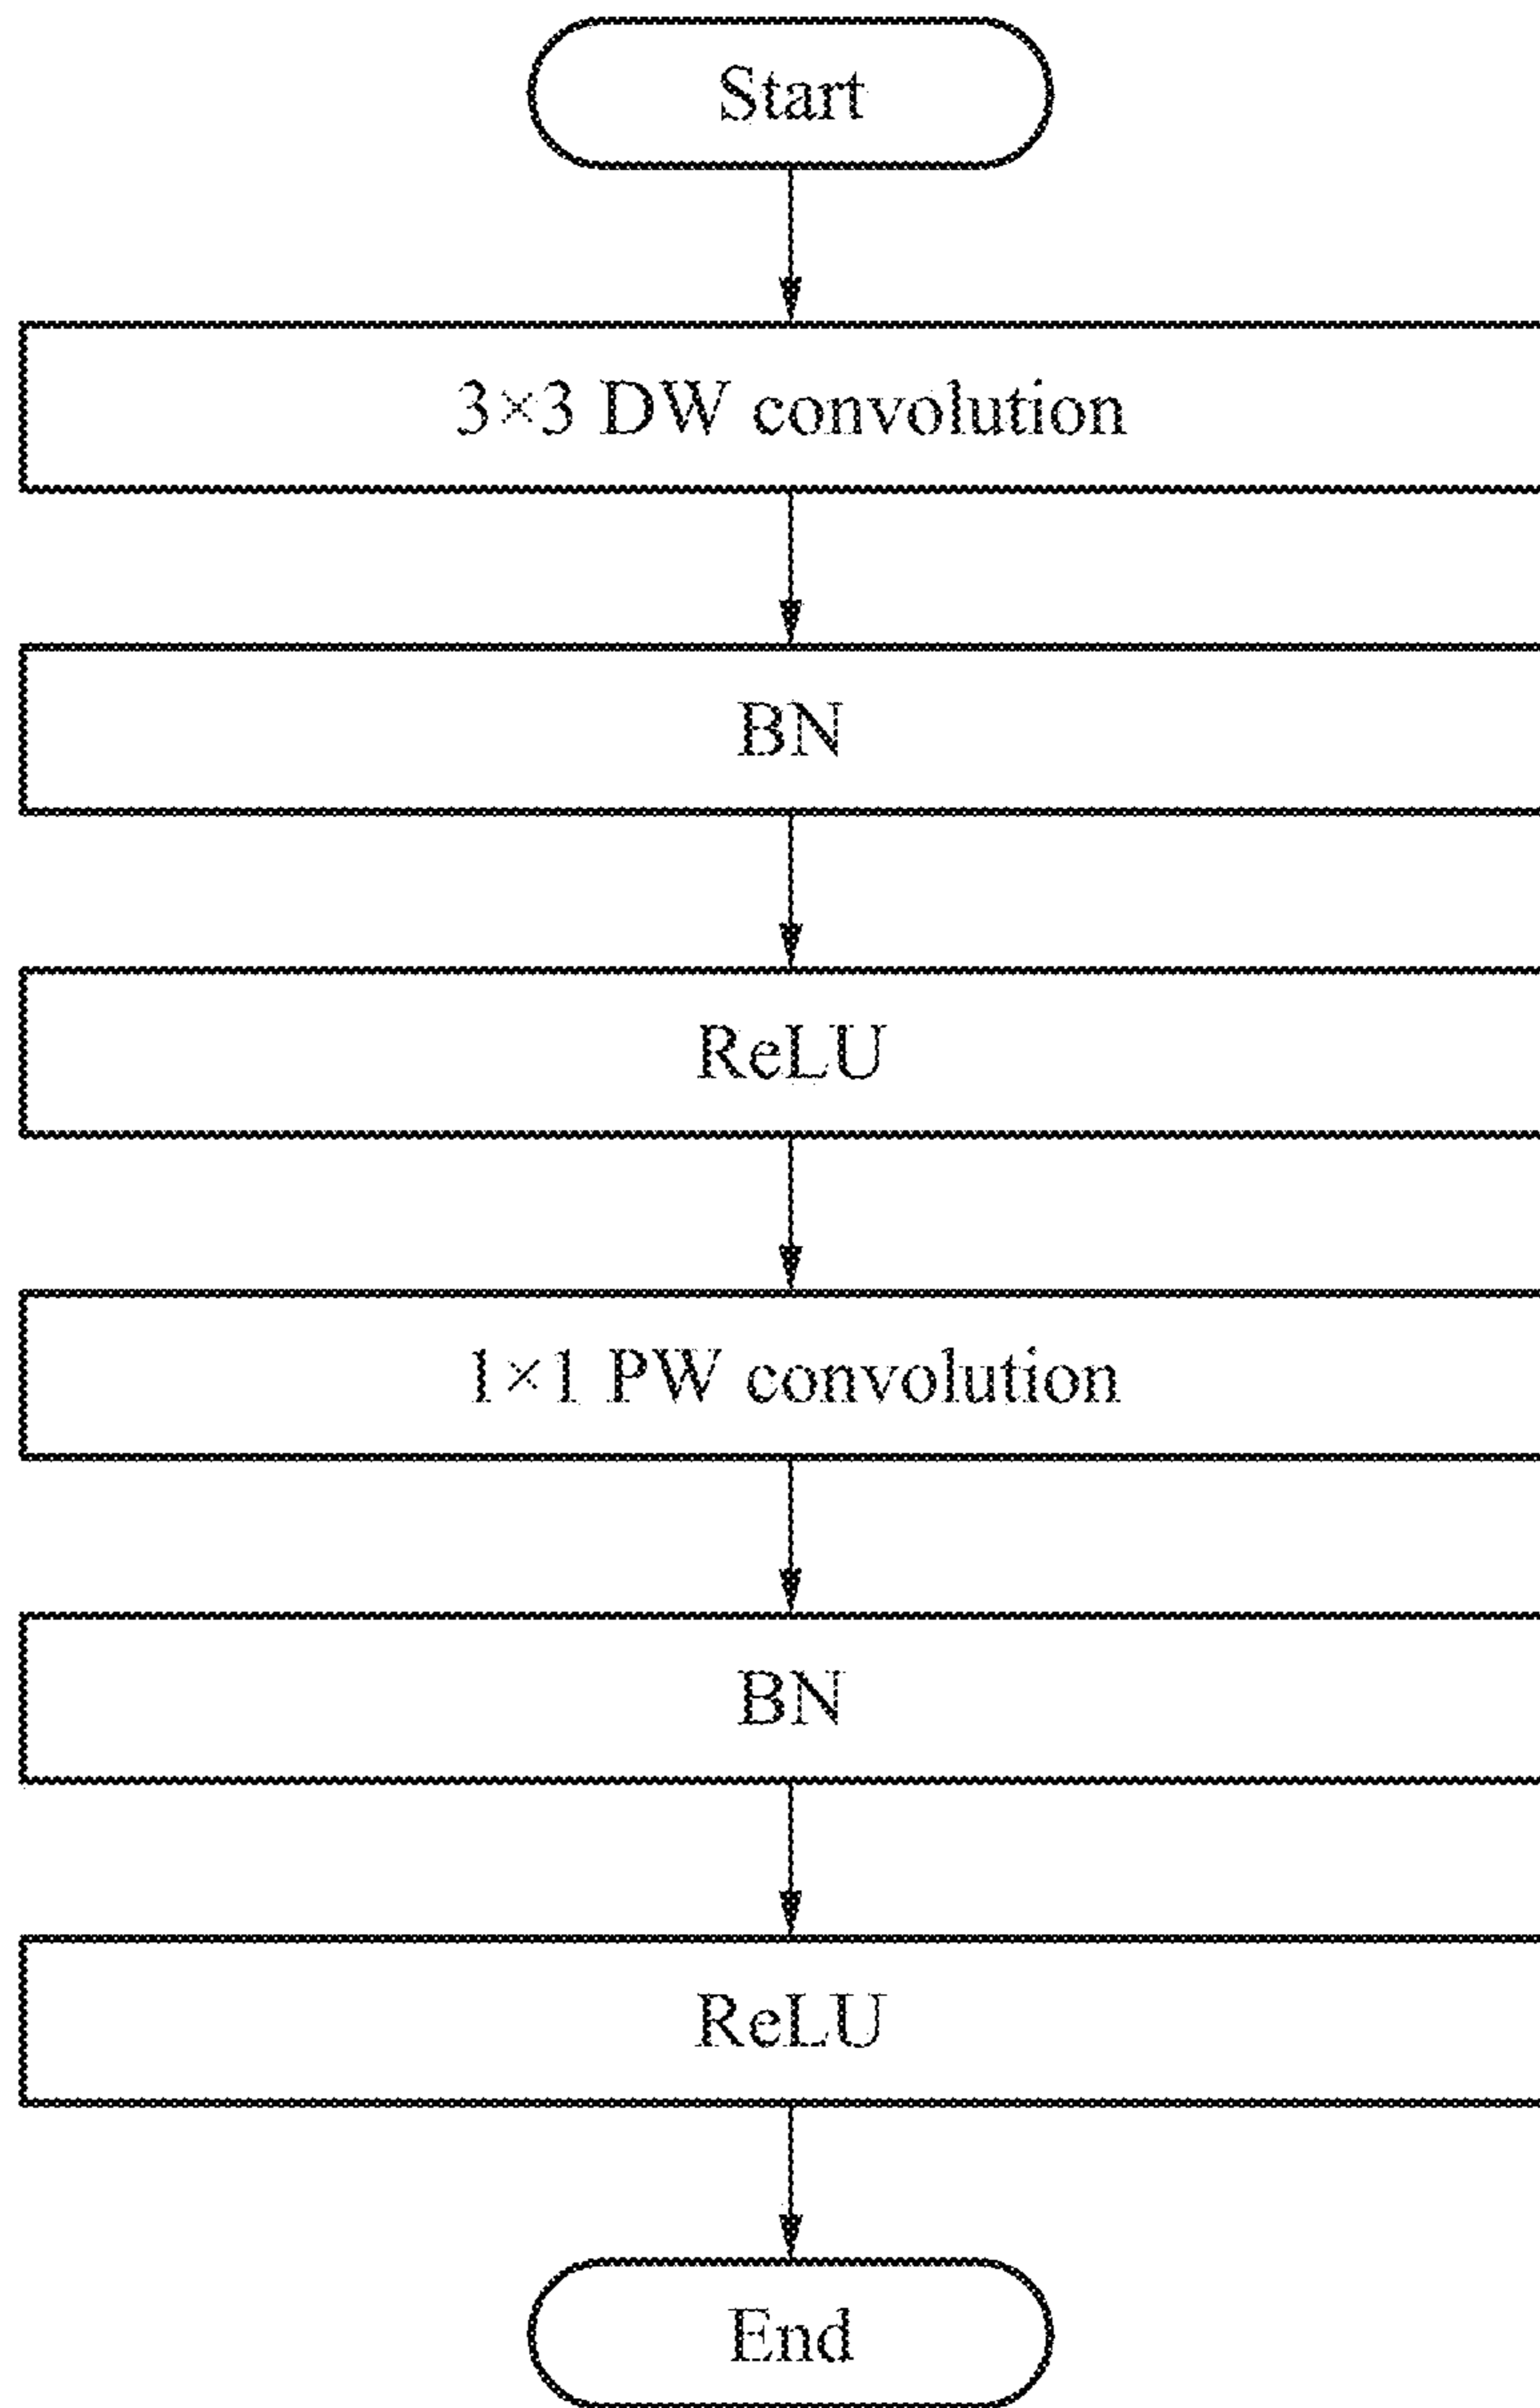 Start
3×3 DW convolution
BN
ReLU
1×1 PW convolution
BN
ReLU
End